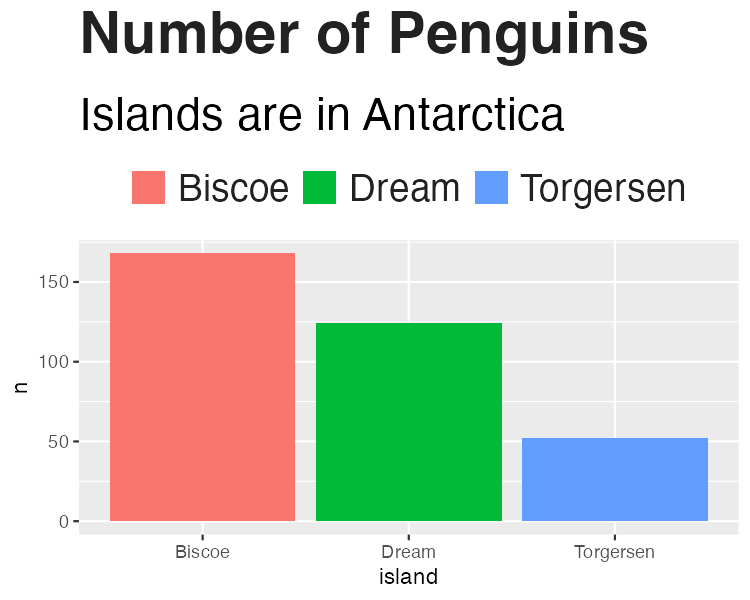 Number of Penguins
Islands are in Antarctica
Biscoe Dream Torgersen
150
100
50
0
n
Biscoe Dream Torgersen
island